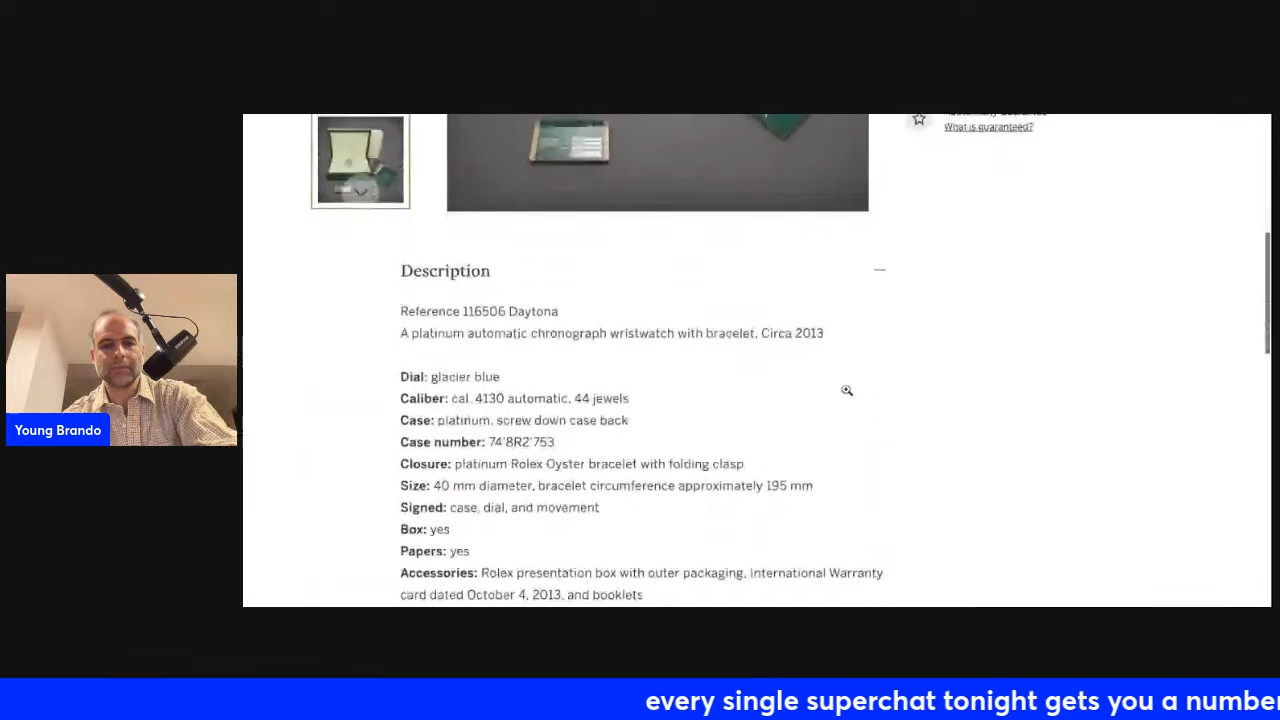 What is guaranteed?
Description
Reference 116506 Daytona
A platinum automatic chronograph wristwatch with bracelet, Circa 2013
Dial: glacier blue
Caliber: cal. 4130 automatic, 44 jewels
Case: platinum, screw down case back
Case number: 74'8R2'753
Closure: platinum Rolex Oyster bracelet with folding clasp
Size: 40 mm diameter, bracelet circumference approximately 195 mm
Signed: case, dial, and movement
Box: yes
Papers: yes
Accessories: Rolex presentation box with outer packaging, International Warranty
card dated October 4, 2013, and booklets
Young Brando
every single superchat tonight gets you a number